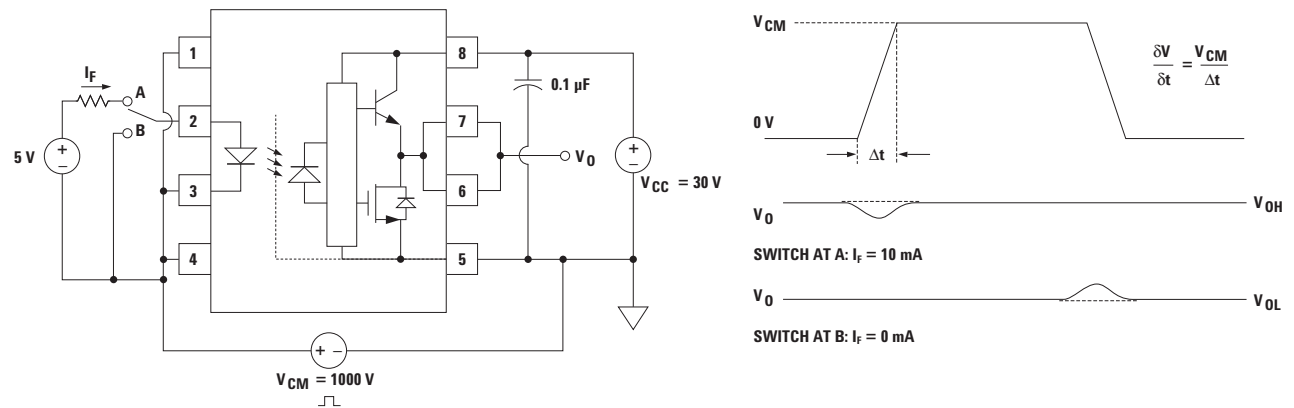 I_F
A
B
5 V
+
−
1
2
3
4
8
7
6
5
0.1 µF
V_O
+
−
V_CC = 30 V
+ −
V_CM = 1000 V
V_CM
0 V
Δt
δV/δt = V_CM/Δt
V_O
V_OH
SWITCH AT A: I_F = 10 mA
V_O
V_OL
SWITCH AT B: I_F = 0 mA